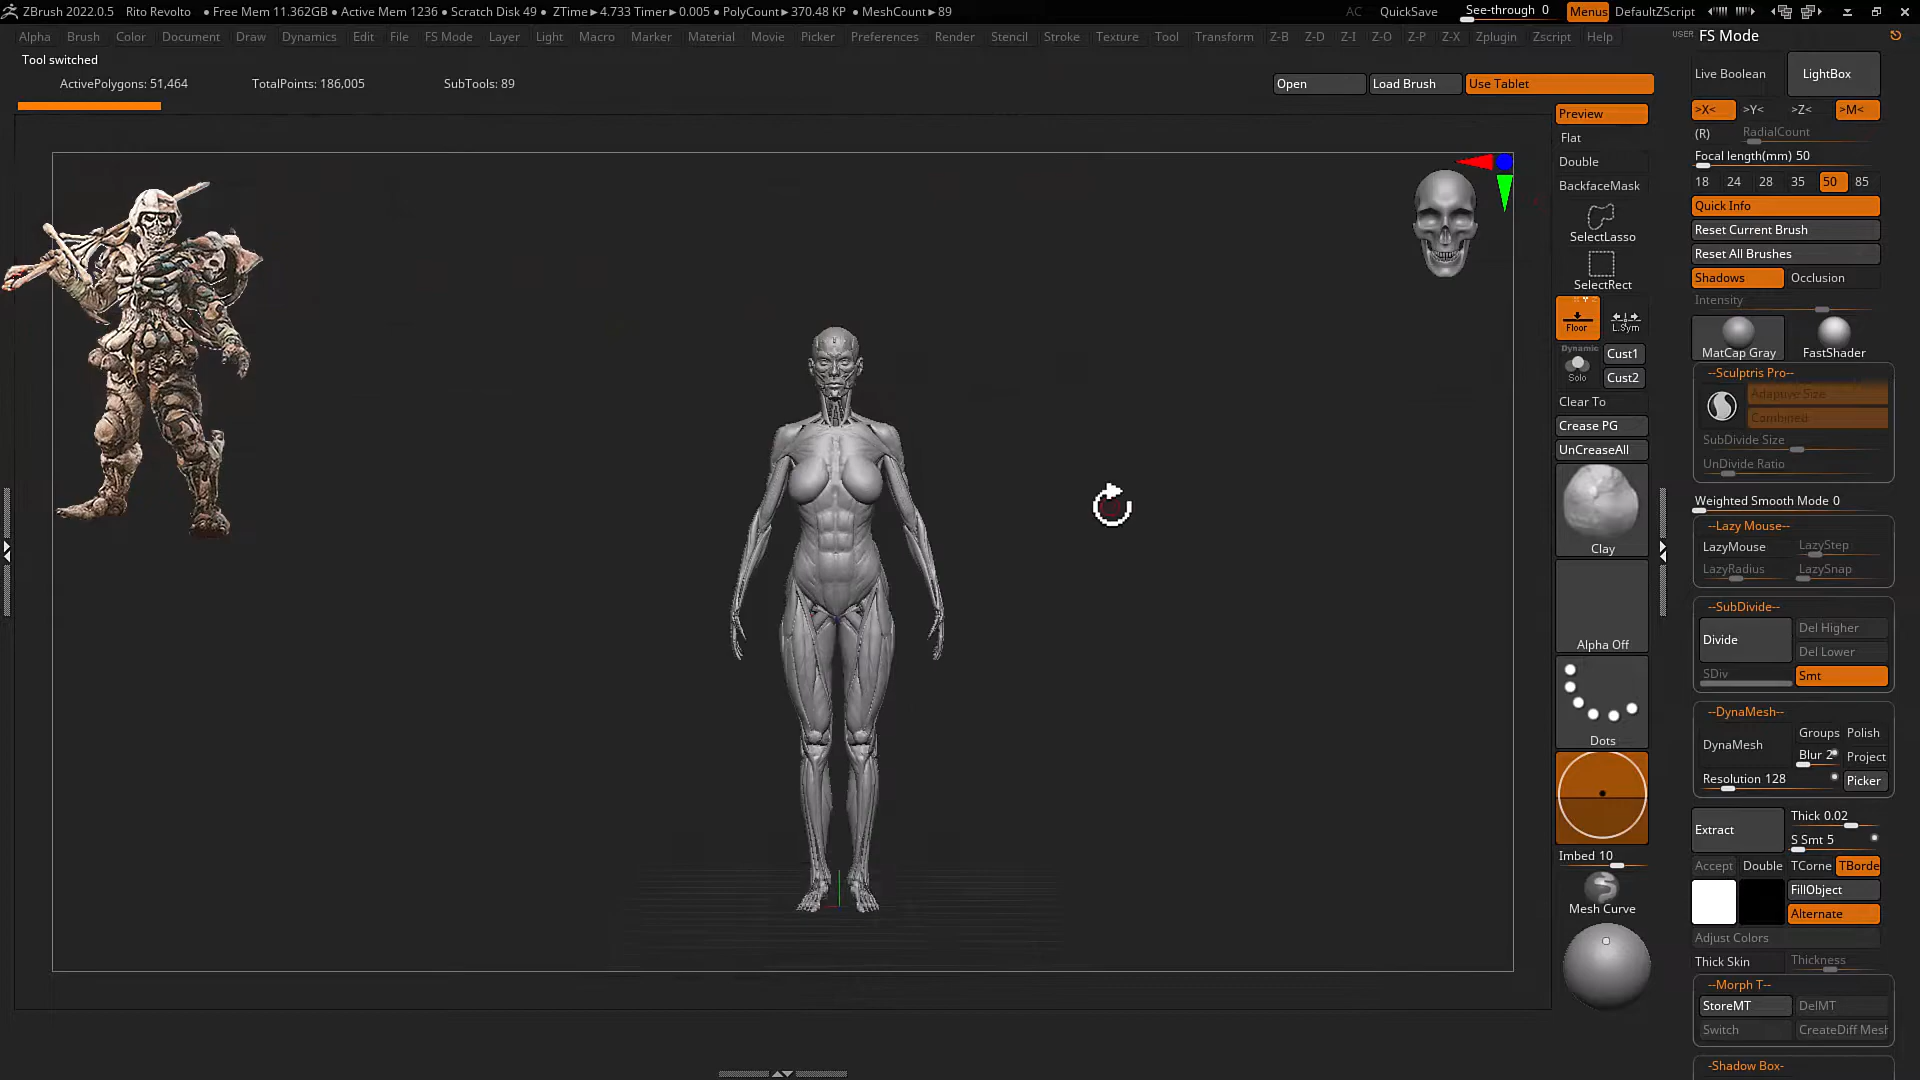 ZBrush 2022.0.5 Rito Revolto ● Free Mem 11.362GB ● Active Mem 1236 ● Scratch Disk 49 ● ZTime►4.733 Timer►0.005 ● PolyCount►370.48 KP ● MeshCount►89 AC QuickSave See-through 0 Menus DefaultZScript
Alpha Brush Color Document Draw Dynamics Edit File FS Mode Layer Light Macro Marker Material Movie Picker Preferences Render Stencil Stroke Texture Tool Transform Z-B Z-D Z-I Z-O Z-P Z-X Zplugin Zscript Help USER FS Mode
Tool switched
ActivePolygons: 51,464 TotalPoints: 186,005 SubTools: 89
Open Load Brush Use Tablet
Preview
Flat
Double
BackfaceMask
SelectLasso
SelectRect
Floor L.Sym
Dynamic
Solo
Cust1
Cust2
Clear To
Crease PG
UnCreaseAll
Clay
Alpha Off
Dots
Imbed 10
Mesh Curve
Live Boolean LightBox
>X< >Y< >Z< >M<
(R) RadialCount
Focal length(mm) 50
18 24 28 35 50 85
Quick Info
Reset Current Brush
Reset All Brushes
Shadows Occlusion
Intensity
MatCap Gray FastShader
--Sculptris Pro--
Adaptive Size
Combined
SubDivide Size
UnDivide Ratio
Weighted Smooth Mode 0
--Lazy Mouse--
LazyMouse LazyStep
LazyRadius LazySnap
--SubDivide--
Divide Del Higher
Del Lower
SDiv Smt
--DynaMesh--
DynaMesh Groups Polish
Blur 2 Project
Resolution 128 Picker
Extract Thick 0.02
S Smt 5
Accept Double TCorne TBorde
FillObject
Alternate
Adjust Colors
Thick Skin Thickness
--Morph T--
StoreMT DelMT
Switch CreateDiff Mesh
--Shadow Box-